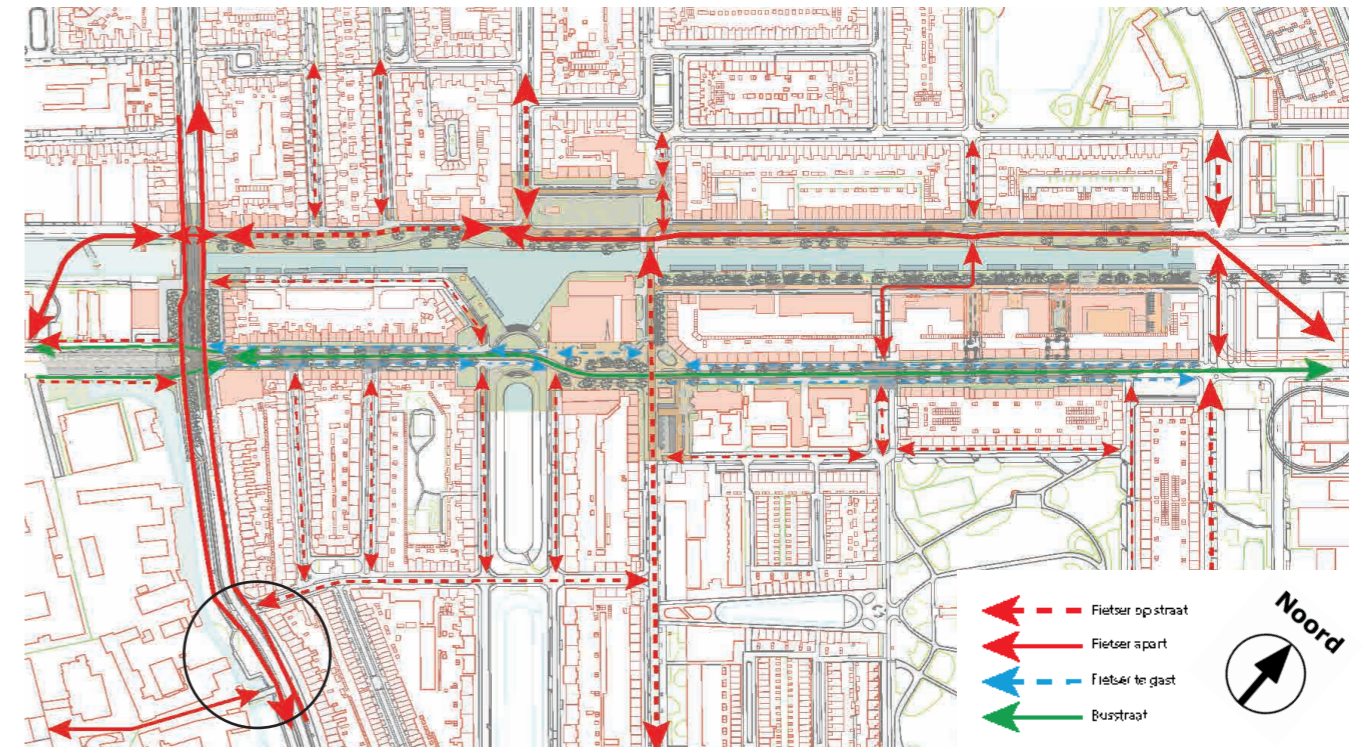 Fietser op straat
Fietser apart
Fietser te gast
Busstraat
Noord